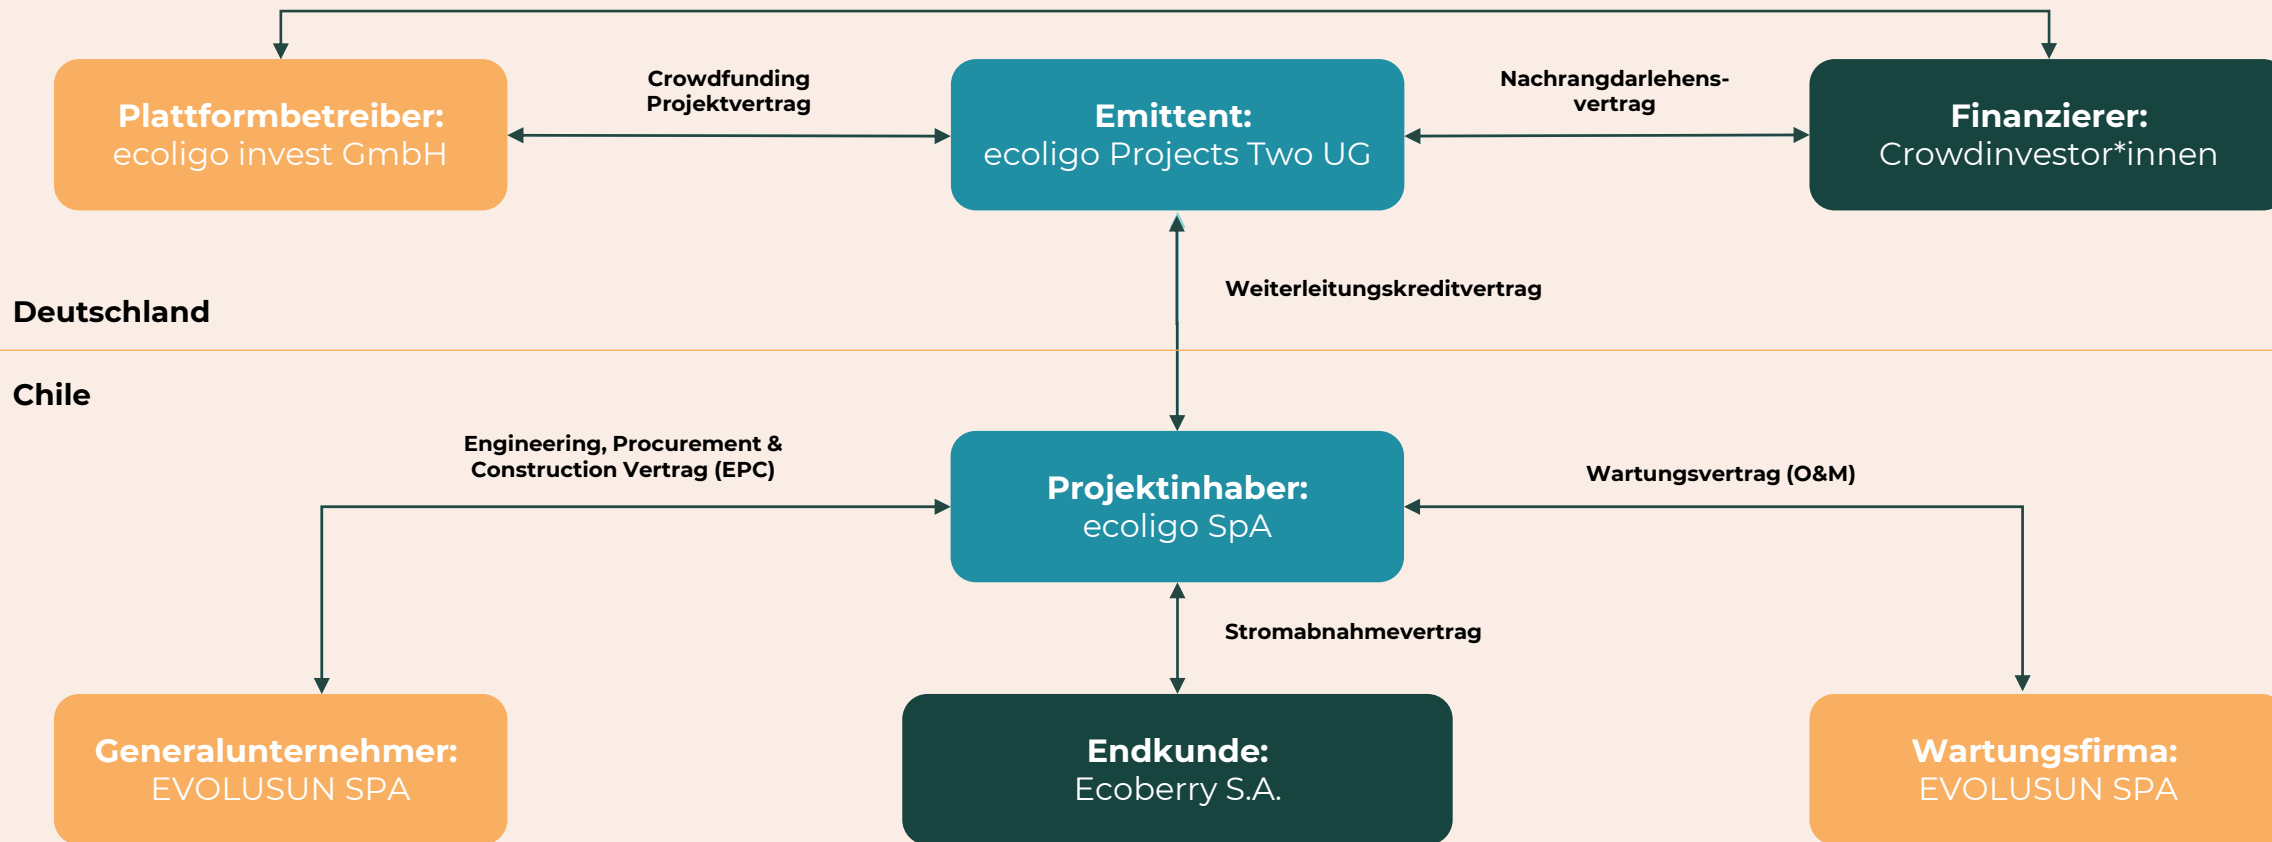 Crowdfunding
Projektvertrag
Nachrangdarlehens-
vertrag
Plattformbetreiber:
ecoligo invest GmbH
Emittent:
ecoligo Projects Two UG
Finanzierer:
Crowdinvestor*innen
Weiterleitungskreditvertrag
Deutschland
Chile
Engineering, Procurement &
Construction Vertrag (EPC)
Projektinhaber:
ecoligo SpA
Wartungsvertrag (O&M)
Stromabnahmevertrag
Generalunternehmer:
EVOLUSUN SPA
Endkunde:
Ecoberry S.A.
Wartungsfirma:
EVOLUSUN SPA